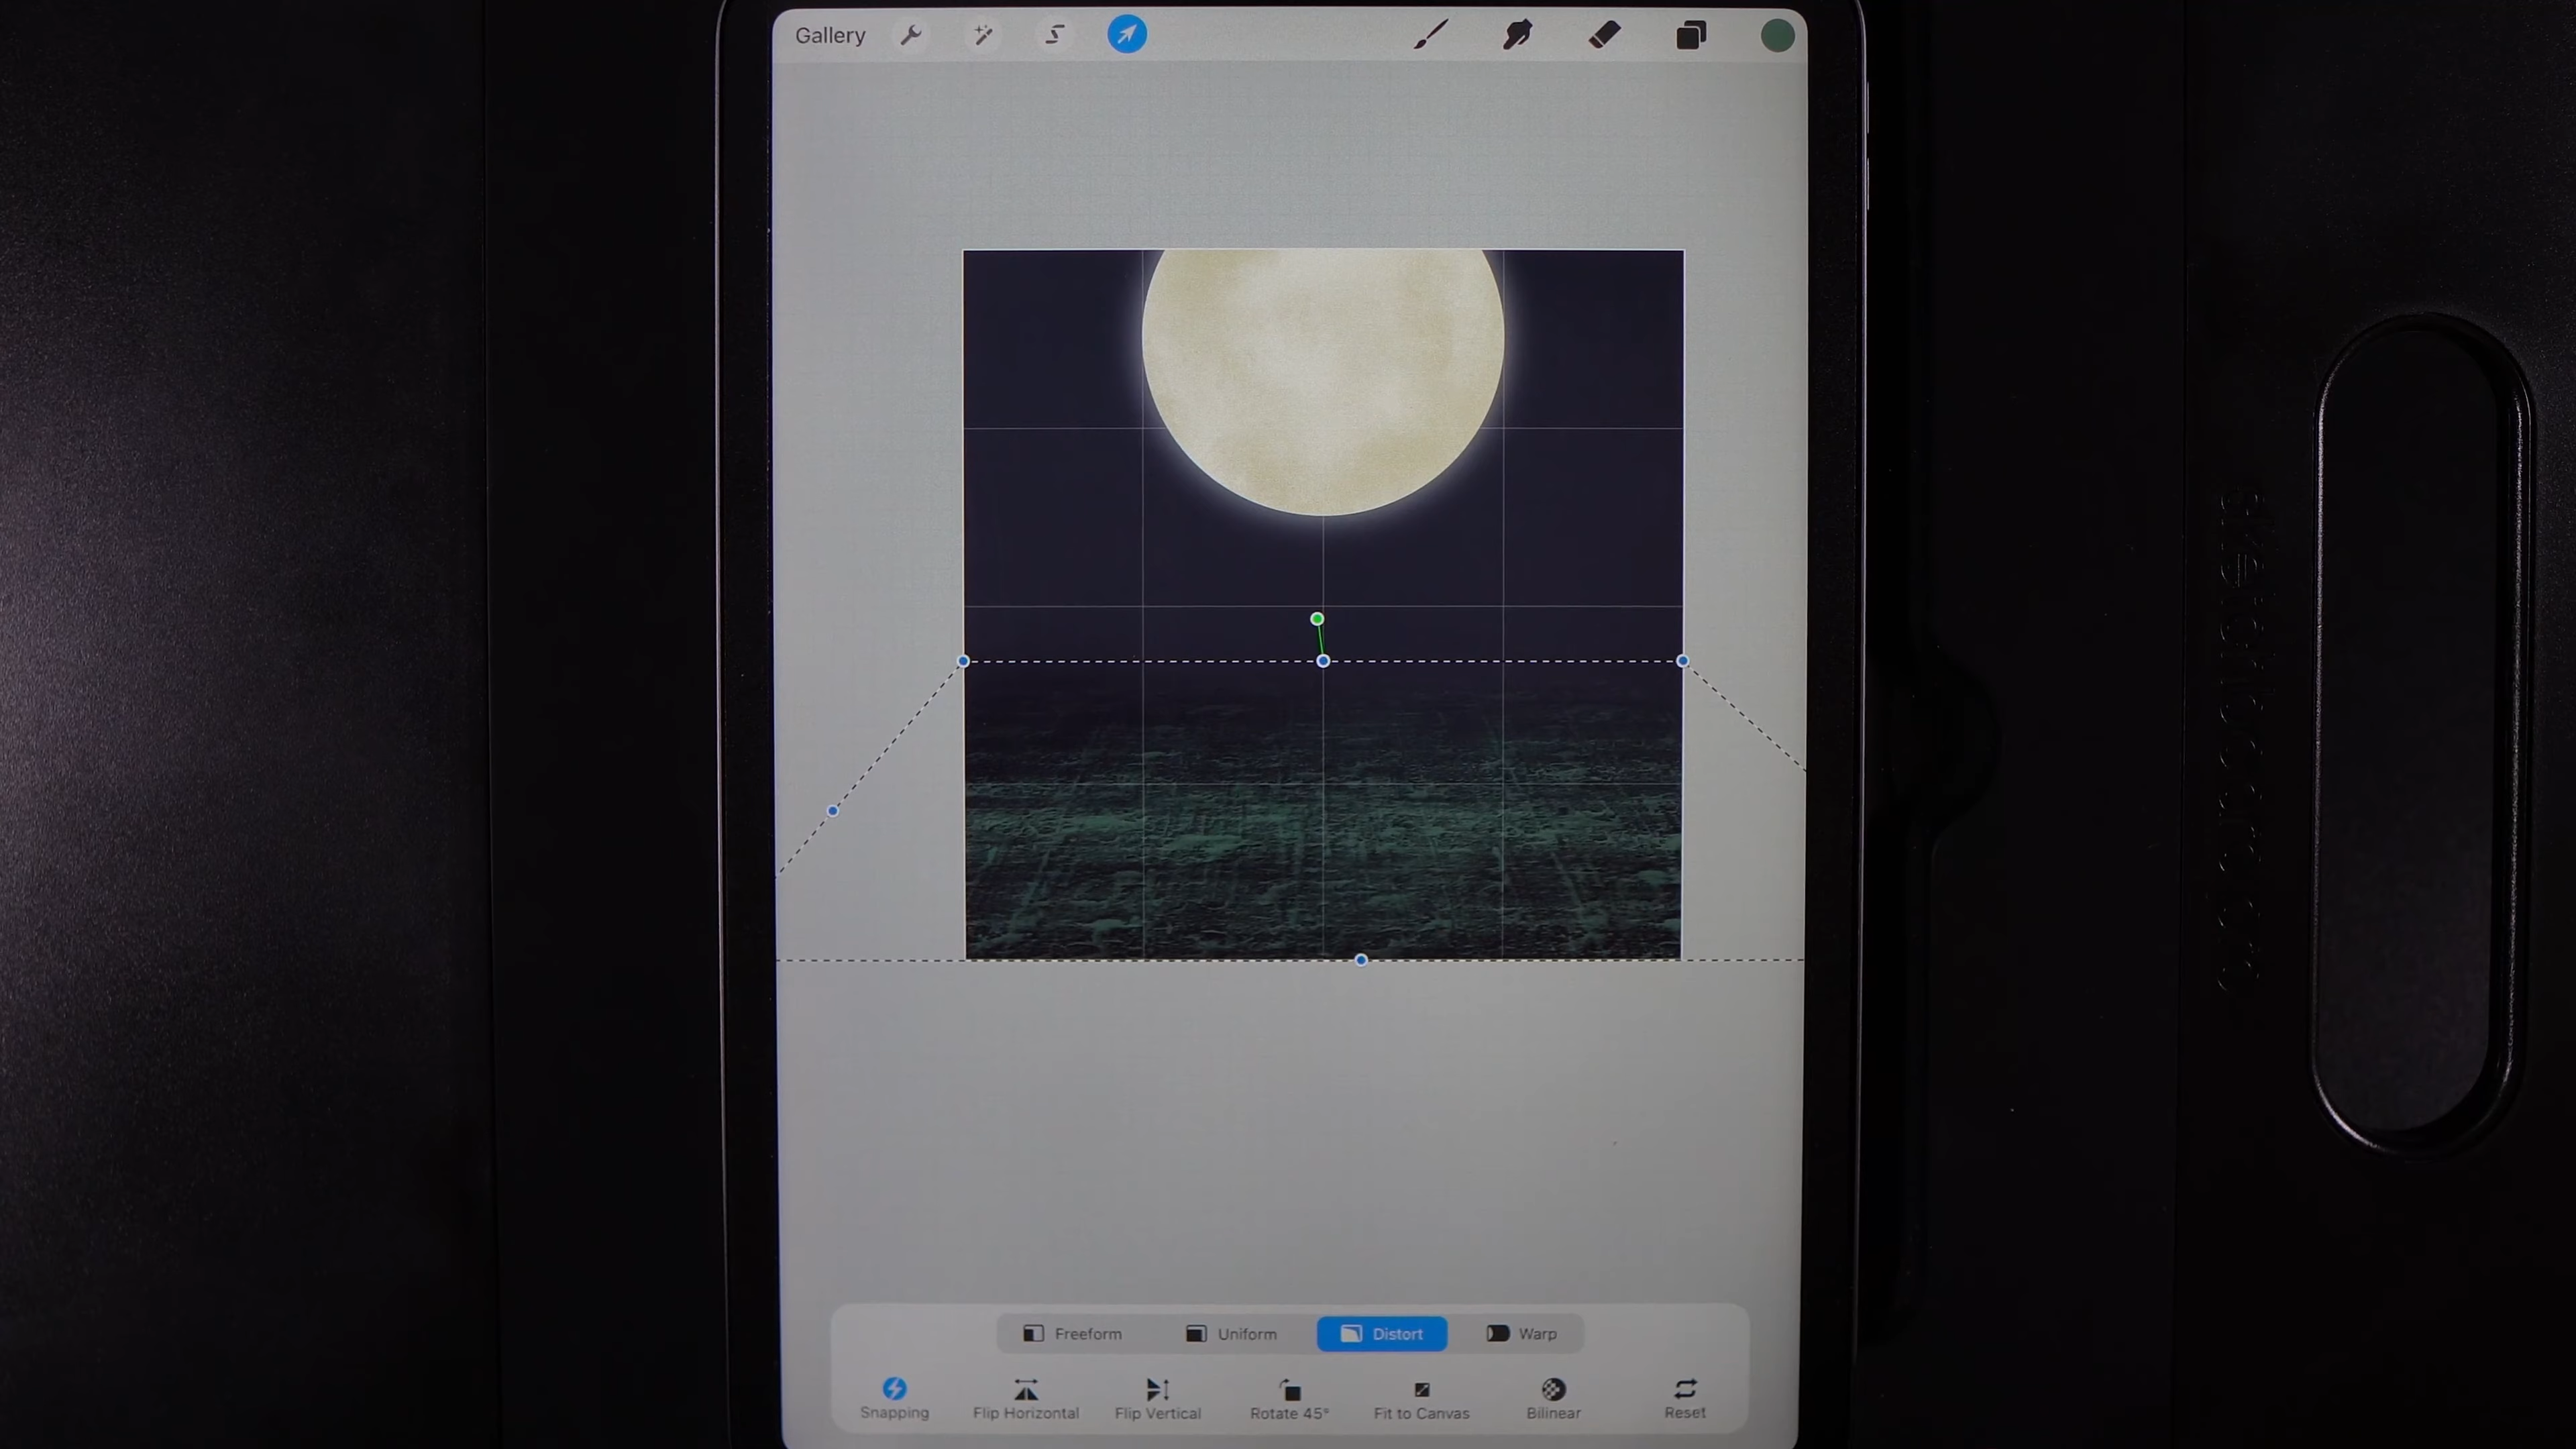 Gallery
Freeform Uniform Distort Warp
Snapping Flip Horizontal Flip Vertical Rotate 45° Fit to Canvas Bilinear Reset